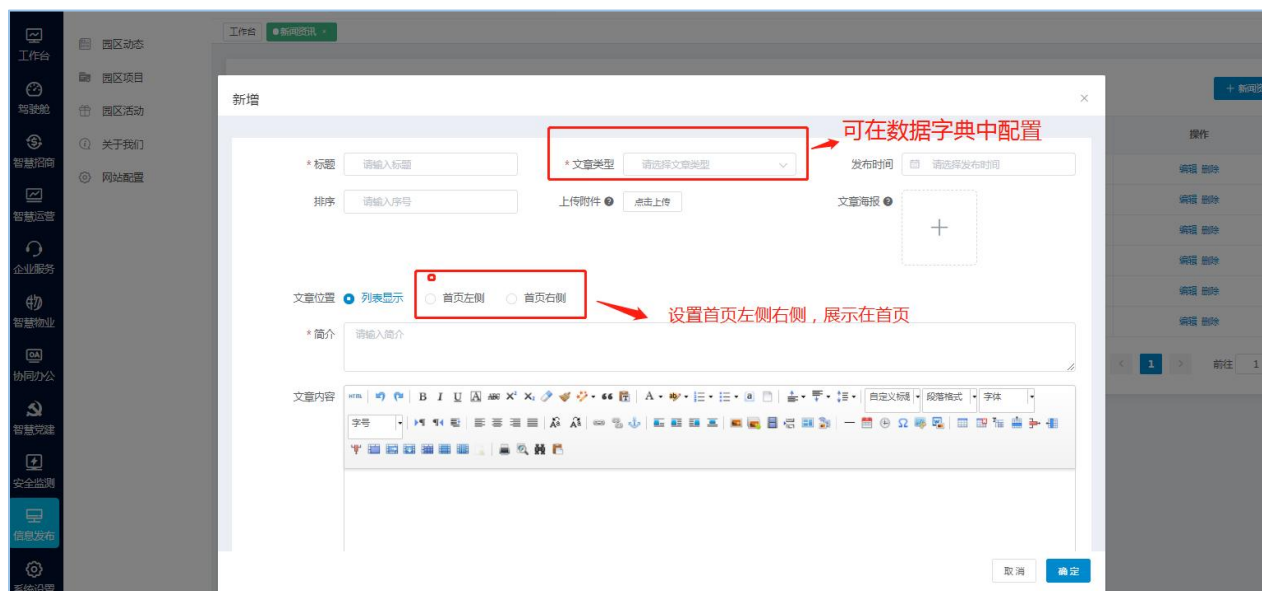 工作台
驾驶舱
智慧招商
智慧运营
企业服务
智慧物业
协同办公
智慧党建
安全监测
信息发布
系统设置
园区动态
园区项目
园区活动
关于我们
网站配置
工作台 新闻资讯 ×
+ 新闻资
操作
编辑 删除
编辑 删除
编辑 删除
编辑 删除
编辑 删除
编辑 删除
1 前往 1
新增
可在数据字典中配置
*标题 请输入标题 *文章类型 请选择文章类型 发布时间 请选择发布时间
排序 请输入序号 上传附件 点击上传 文章海报
文章位置 列表显示 首页左侧 首页右侧
设置首页左侧右侧，展示在首页
*简介 请输入简介
文章内容 HTML B I U A ABC X² X₂ 自定义标题 段落格式 字体
字号
取消 确定